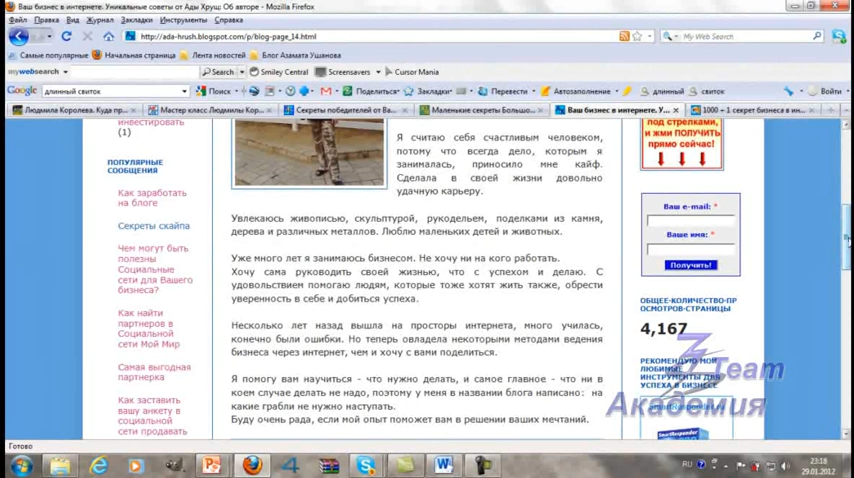 Ваш бизнес в интернете. Уникальные советы от Ады Хрущ: Об авторе - Mozilla Firefox
Файл Правка Вид Журнал Закладки Инструменты Справка
http://ada-hrush.blogspot.com/p/blog-page_14.html
My Web Search
Самые популярные Начальная страница Лента новостей Блог Азамата Ушанова
mywebsearch Search Smiley Central Screensavers Cursor Mania
Google длинный свиток Поиск Поделиться Закладки Перевести Автозаполнение длинный свиток Войти
Людмила Королева. Куда пр... Мастер класс Людмилы Кор... Секреты победителей от Ва... Маленькие секреты Большо... Ваш бизнес в интернете. У... 1000 + 1 секрет бизнеса в ин...
инвестировать
(1)
ПОПУЛЯРНЫЕ
СООБЩЕНИЯ
Как заработать
на блоге
Секреты скайпа
Чем могут быть
полезны
Социальные
сети для Вашего
бизнеса?
Как найти
партнеров в
Социальной
сети Мой Мир
Самая выгодная
партнерка
Как заставить
вашу анкету в
социальной
сети продавать
Я считаю себя счастливым человеком,
потому что всегда дело, которым я
занималась, приносило мне кайф.
Сделала в своей жизни довольно
удачную карьеру.
Увлекаюсь живописью, скульптурой, рукодельем, поделками из камня,
дерева и различных металлов. Люблю маленьких детей и животных.
Уже много лет я занимаюсь бизнесом. Не хочу ни на кого работать.
Хочу сама руководить своей жизнью, что с успехом и делаю. С
удовольствием помогаю людям, которые тоже хотят жить также, обрести
уверенность в себе и добиться успеха.
Несколько лет назад вышла на просторы интернета, много училась,
конечно были ошибки. Но теперь овладела некоторыми методами ведения
бизнеса через интернет, чем и хочу с вами поделиться.
Я помогу вам научиться - что нужно делать, и самое главное - что ни в
коем случае делать не надо, поэтому у меня в названии блога написано: на
какие грабли не нужно наступать.
Буду очень рада, если мой опыт поможет вам в решении ваших мечтаний.
под стрелками,
и жми ПОЛУЧИТЬ
прямо сейчас!
Ваш e-mail: *
Ваше имя: *
Получить!
ОБЩЕЕ-КОЛИЧЕСТВО-ПР
ОСМОТРОВ-СТРАНИЦЫ
4,167
РЕКОМЕНДУЮ МОИ
ЛЮБИМЫЕ
ИНСТРУМЕНТЫ ДЛЯ
УСПЕХА В БИЗНЕСЕ
SmartResponder.ru
Team
Академия
Готово
RU
23:18
29.01.2012